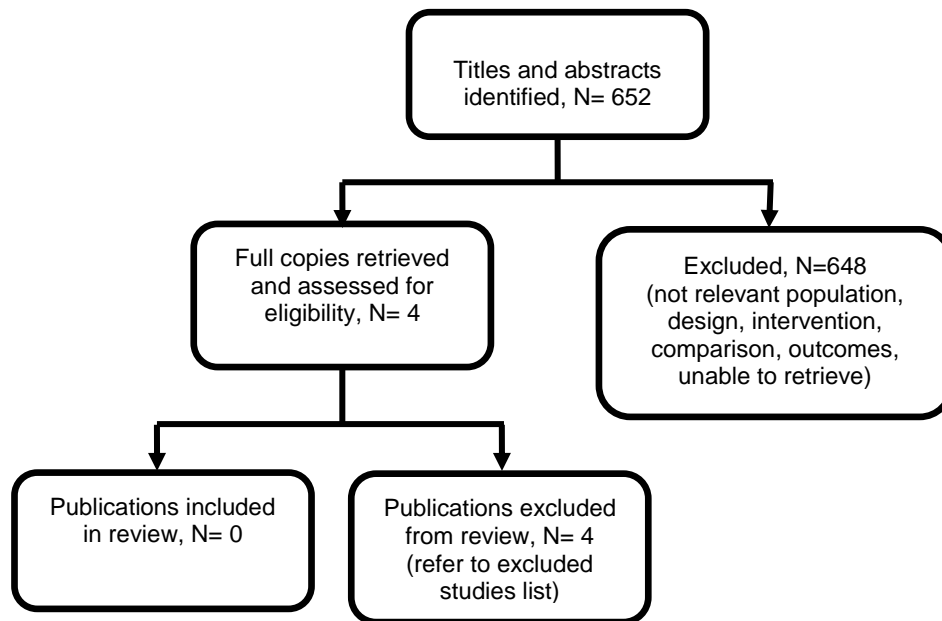 Titles and abstracts
identified, N= 652
Full copies retrieved
and assessed for
eligibility, N= 4
Excluded, N=648
(not relevant population,
design, intervention,
comparison, outcomes,
unable to retrieve)
Publications included
in review, N= 0
Publications excluded
from review, N= 4
(refer to excluded
studies list)